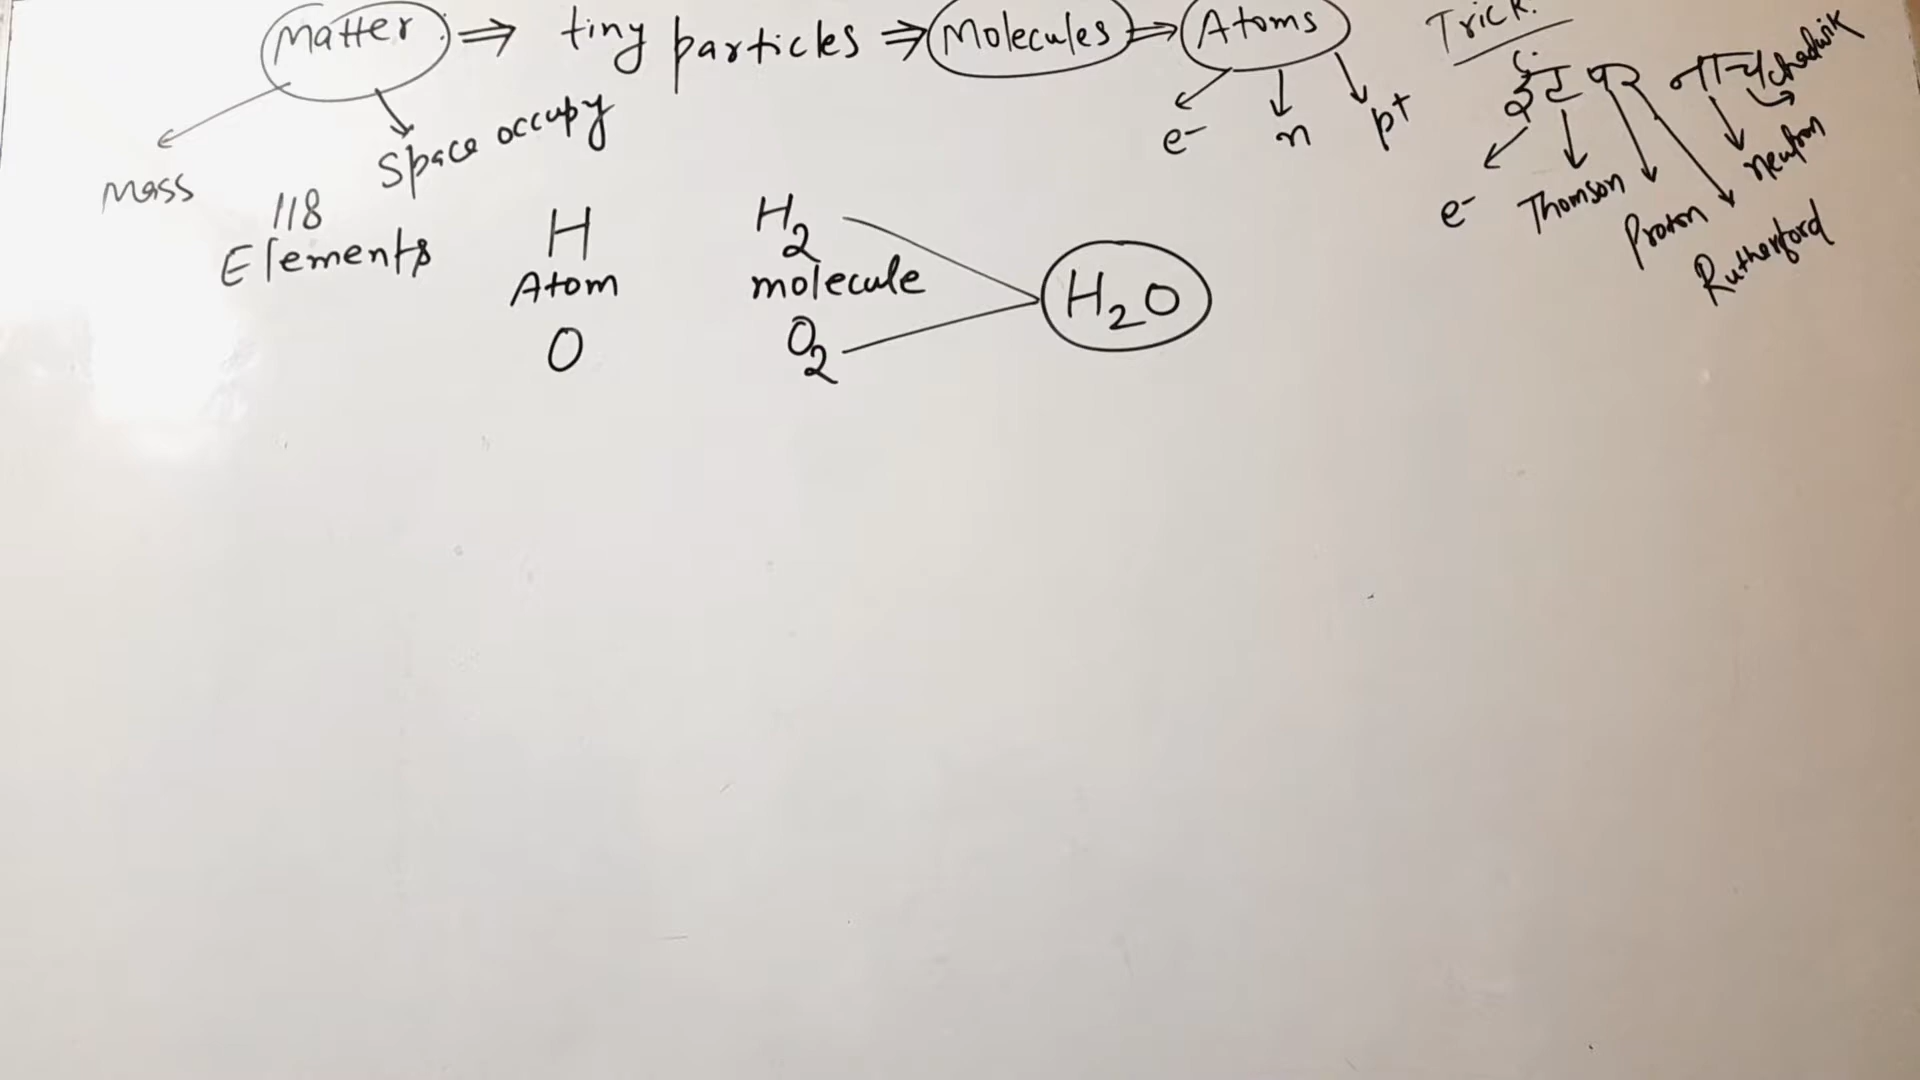 Matter ⇒ tiny particles ⇒ Molecules ⇒ Atoms
Mass
Space occupy
e- n p+
Trick:
ईंट पर नाच
e- Thomson Proton Rutherford neutron chadwik
118
Elements
H
Atom
O
H2
molecule
O2
H2O